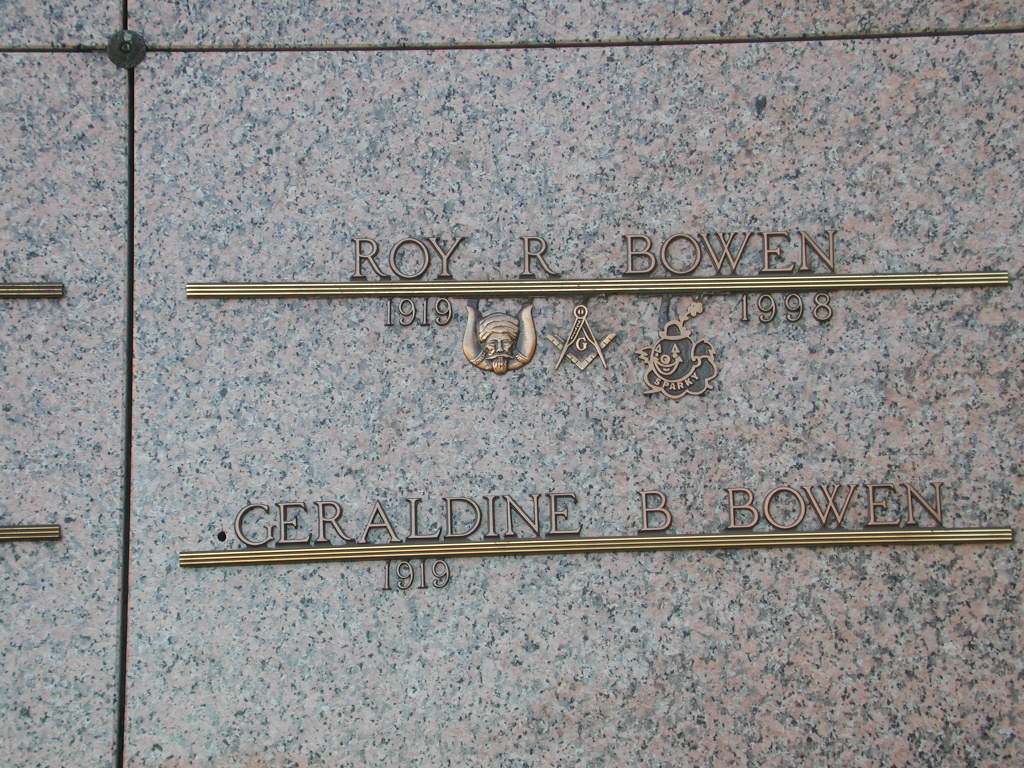 ROY R BOWEN
1919 1998
G
SPARKY
GERALDINE B BOWEN
1919